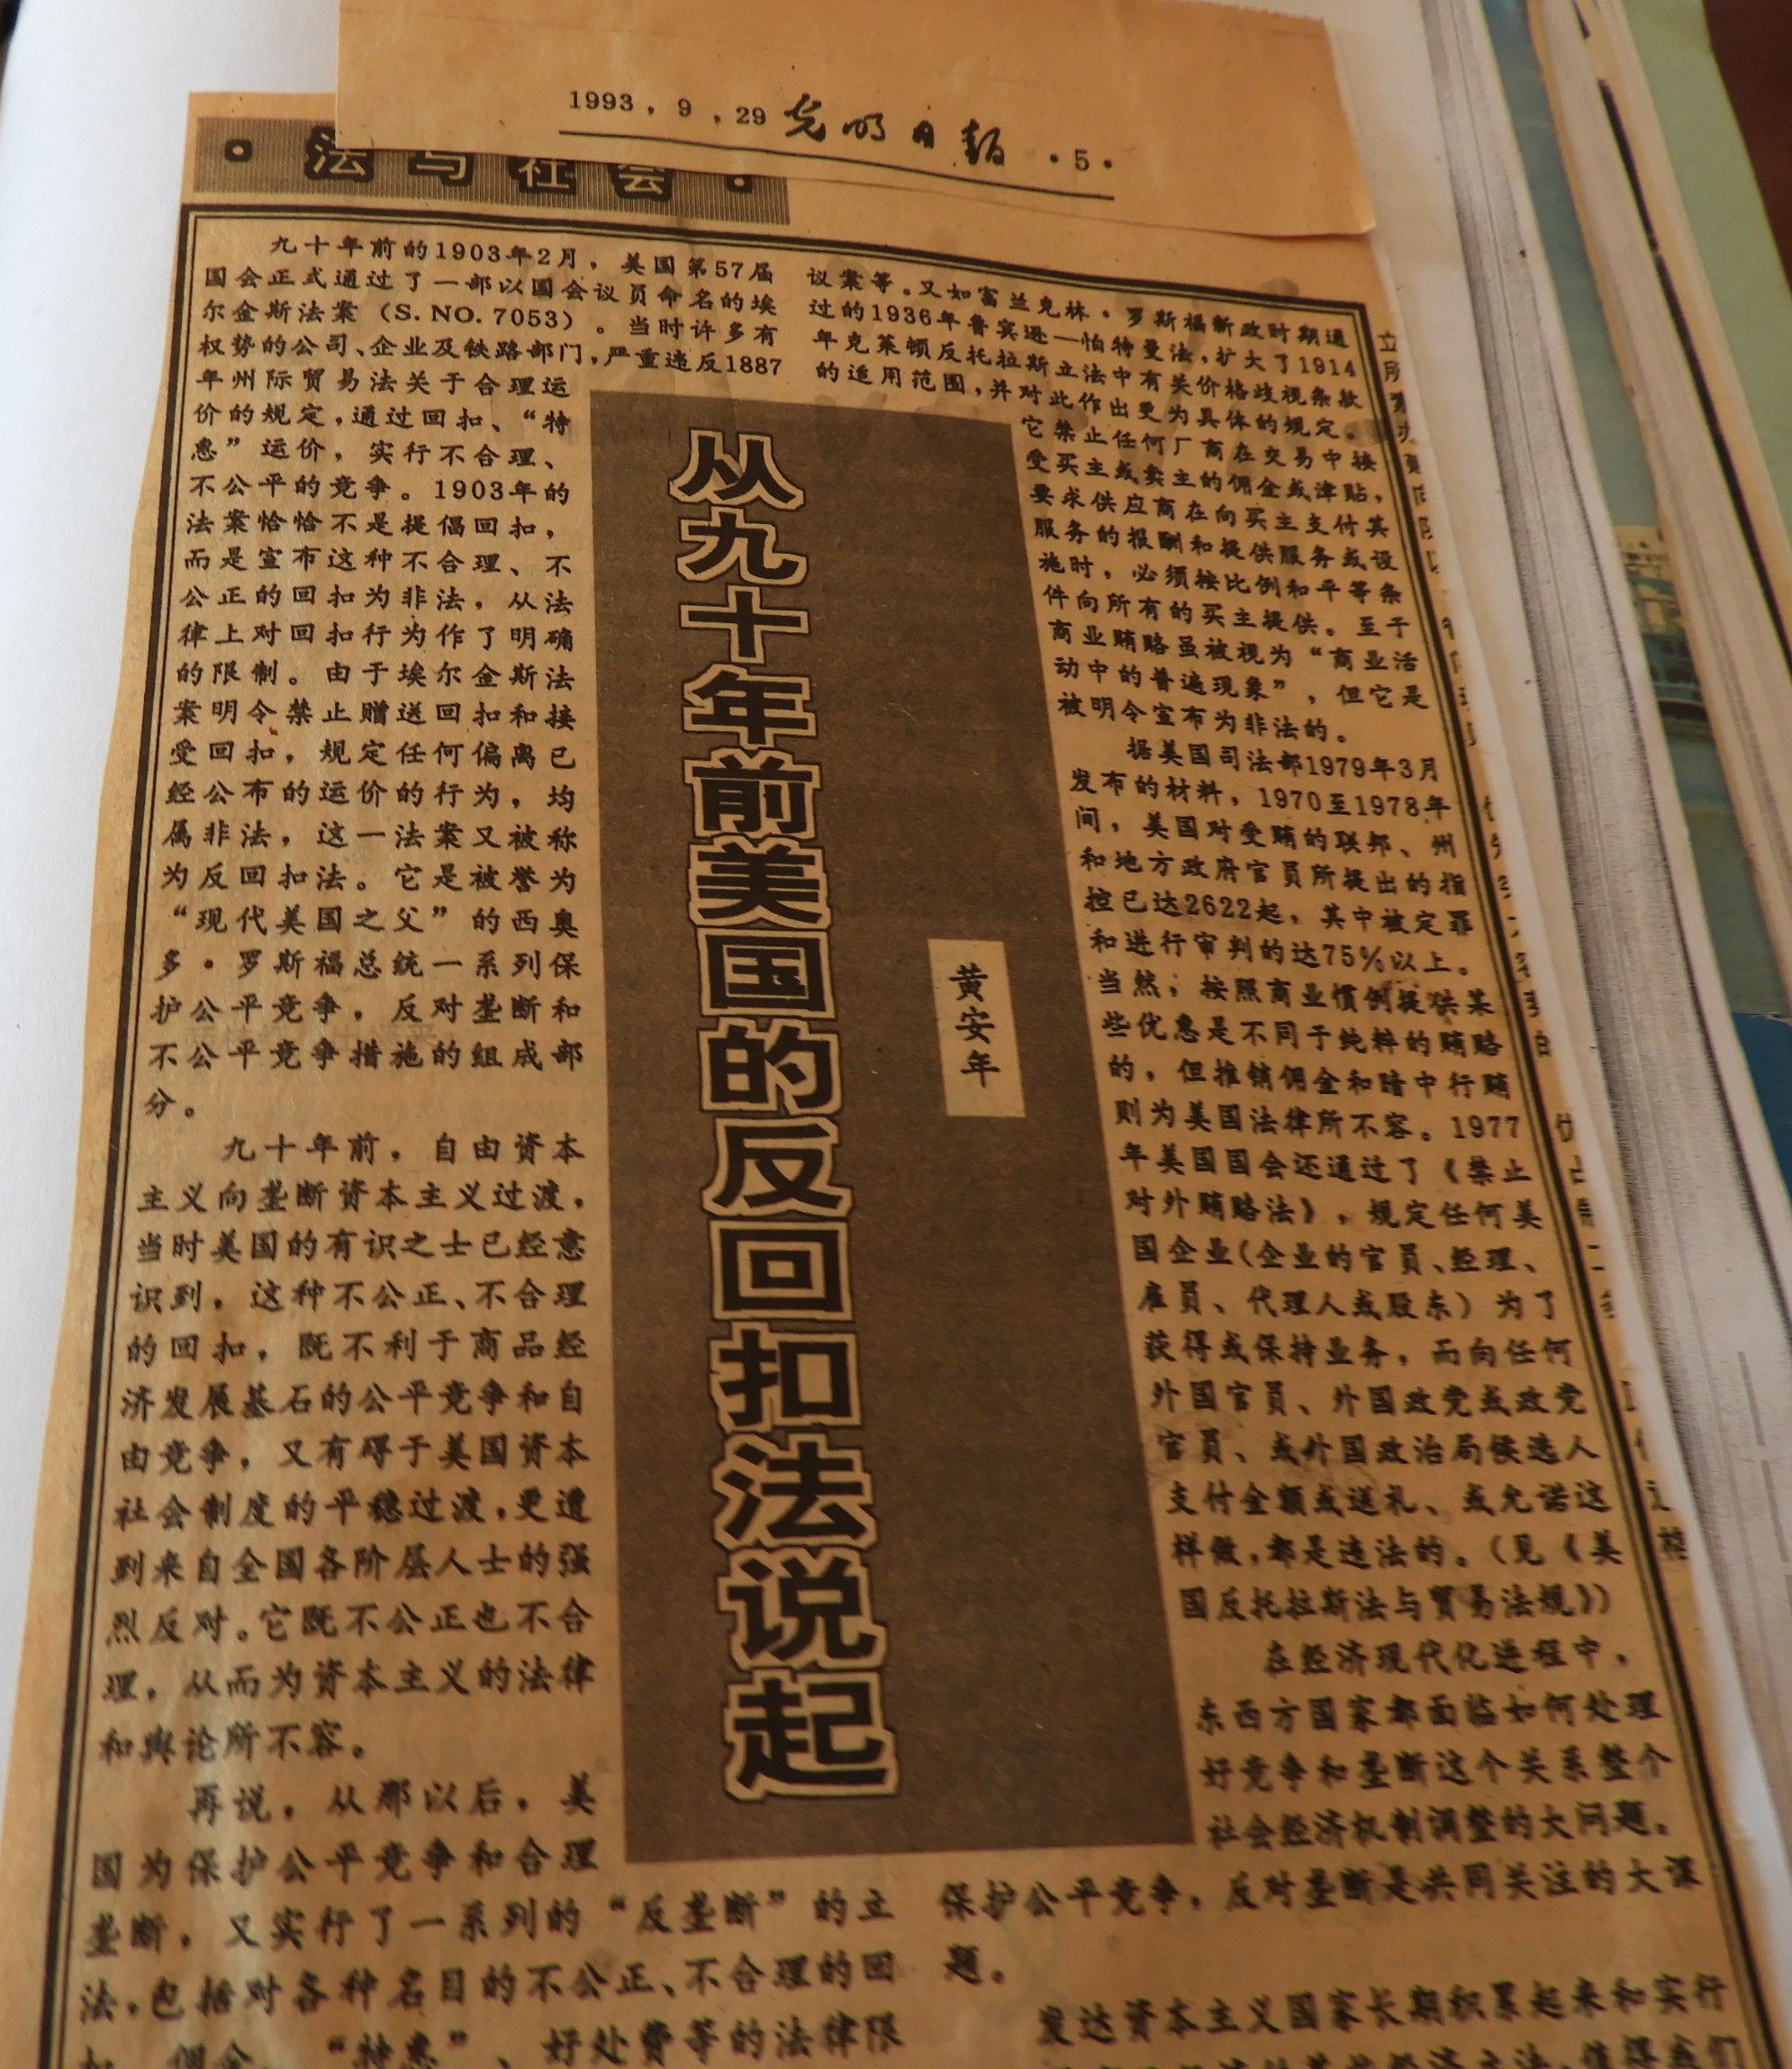 1993．9．29 光明日報 ·5·
·法与社会·
从九十年前美国的反回扣法说起
黄安年
九十年前的1903年2月，美国第57届
国会正式通过了一部以国会议员命名的埃
尔金斯法案（S.NO.7053）。当时许多有
权势的公司、企业及铁路部门，严重违反1887
年州际贸易法关于合理运
价的规定，通过回扣、“特
惠”运价，实行不合理、
不公平的竞争。1903年的
法案恰恰不是提倡回扣，
而是宣布这种不合理、不
公正的回扣为非法，从法
律上对回扣行为作了明确
的限制。由于埃尔金斯法
案明令禁止赠送回扣和接
受回扣，规定任何偏离已
经公布的运价的行为，均
属非法，这一法案又被称
为反回扣法。它是被誉为
“现代美国之父”的西奥
多·罗斯福总统一系列保
护公平竞争，反对垄断和
不公平竞争措施的组成部
分。
九十年前，自由资本
主义向垄断资本主义过渡，
当时美国的有识之士已经意
识到，这种不公正、不合理
的回扣，既不利于商品经
济发展基石的公平竞争和自
由竞争，又有碍于美国资本
社会制度的平稳过渡，更遭
到来自全国各阶层人士的强
烈反对。它既不公正也不合
理，从而为资本主义的法律
和舆论所不容。
再说，从那以后，美
国为保护公平竞争和合理
垄断，又实行了一系列的“反垄断”的立
法，包括对各种名目的不公正、不合理的回
扣、佣金、“特惠”、好处费等的法律限
议案等。又如富兰克林·罗斯福新政时期通
过的1936年鲁宾逊—怕特曼法，扩大了1914
年克莱顿反托拉斯立法中有关价格歧视条款
的适用范围，并对此作出更为具体的规定。
它禁止任何厂商在交易中接
受买主或卖主的佣金或津贴，
要求供应商在向买主支付其
服务的报酬和提供服务或设
施时，必须按比例和平等条
件向所有的买主提供。至于
商业贿赂虽被视为“商业活
动中的普遍现象”，但它是
被明令宣布为非法的。
据美国司法部1979年3月
发布的材料，1970至1978年
间，美国对受贿的联邦、州
和地方政府官员所提出的指
控已达2622起，其中被定罪
和进行审判的达75%以上。
当然，按照商业惯例提供某
些优惠是不同于纯粹的贿赂
的，但推销佣金和暗中行贿
则为美国法律所不容。1977
年美国国会还通过了《禁止
对外贿赂法》，规定任何美
国企业（企业的官员、经理、
雇员、代理人或股东）为了
获得或保持业务，而向任何
外国官员、外国政党或政党
官员、或外国政治局候选人
支付金额或送礼、或允诺这
样做，都是违法的。（见《美
国反托拉斯法与贸易法规》）
在经济现代化进程中，
东西方国家都面临如何处理
好竞争和垄断这个关系整个
社会经济机制调整的大问题。
保护公平竞争，反对垄断是共同关注的大课
题。
发达资本主义国家长期积累起来和实行